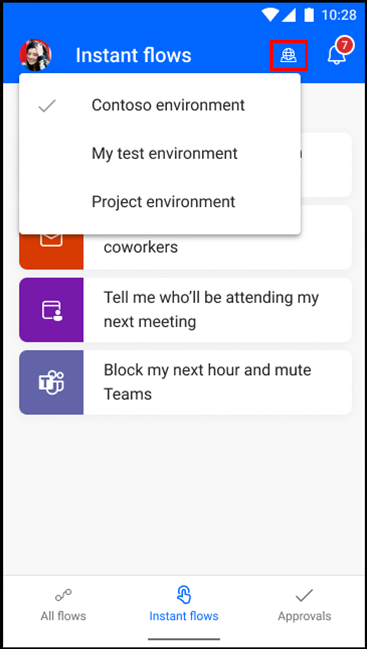 10:28
Instant flows
7
Contoso environment
My test environment
Project environment
coworkers
Tell me who'll be attending my
next meeting
T
Block my next hour and mute
Teams
All flows
Instant flows
Approvals